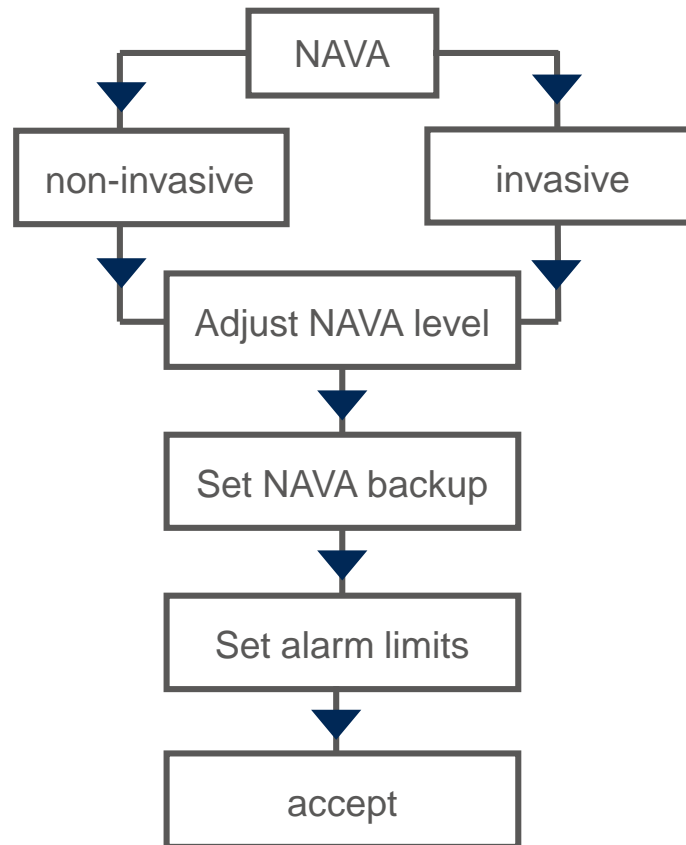 NAVA
non-invasive
invasive
Adjust NAVA level
Set NAVA backup
Set alarm limits
accept